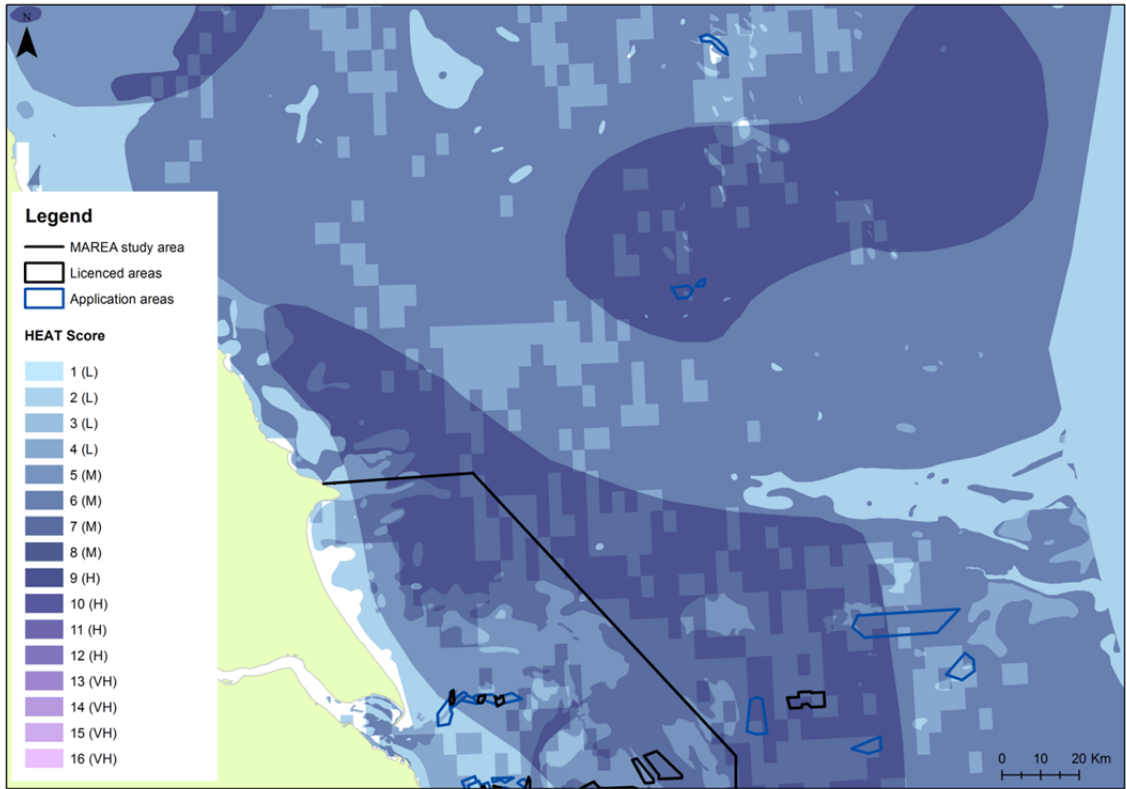 N
Legend
MAREA study area
Licenced areas
Application areas
HEAT Score
1 (L)
2 (L)
3 (L)
4 (L)
5 (M)
6 (M)
7 (M)
8 (M)
9 (H)
10 (H)
11 (H)
12 (H)
13 (VH)
14 (VH)
15 (VH)
16 (VH)
0 10 20 Km